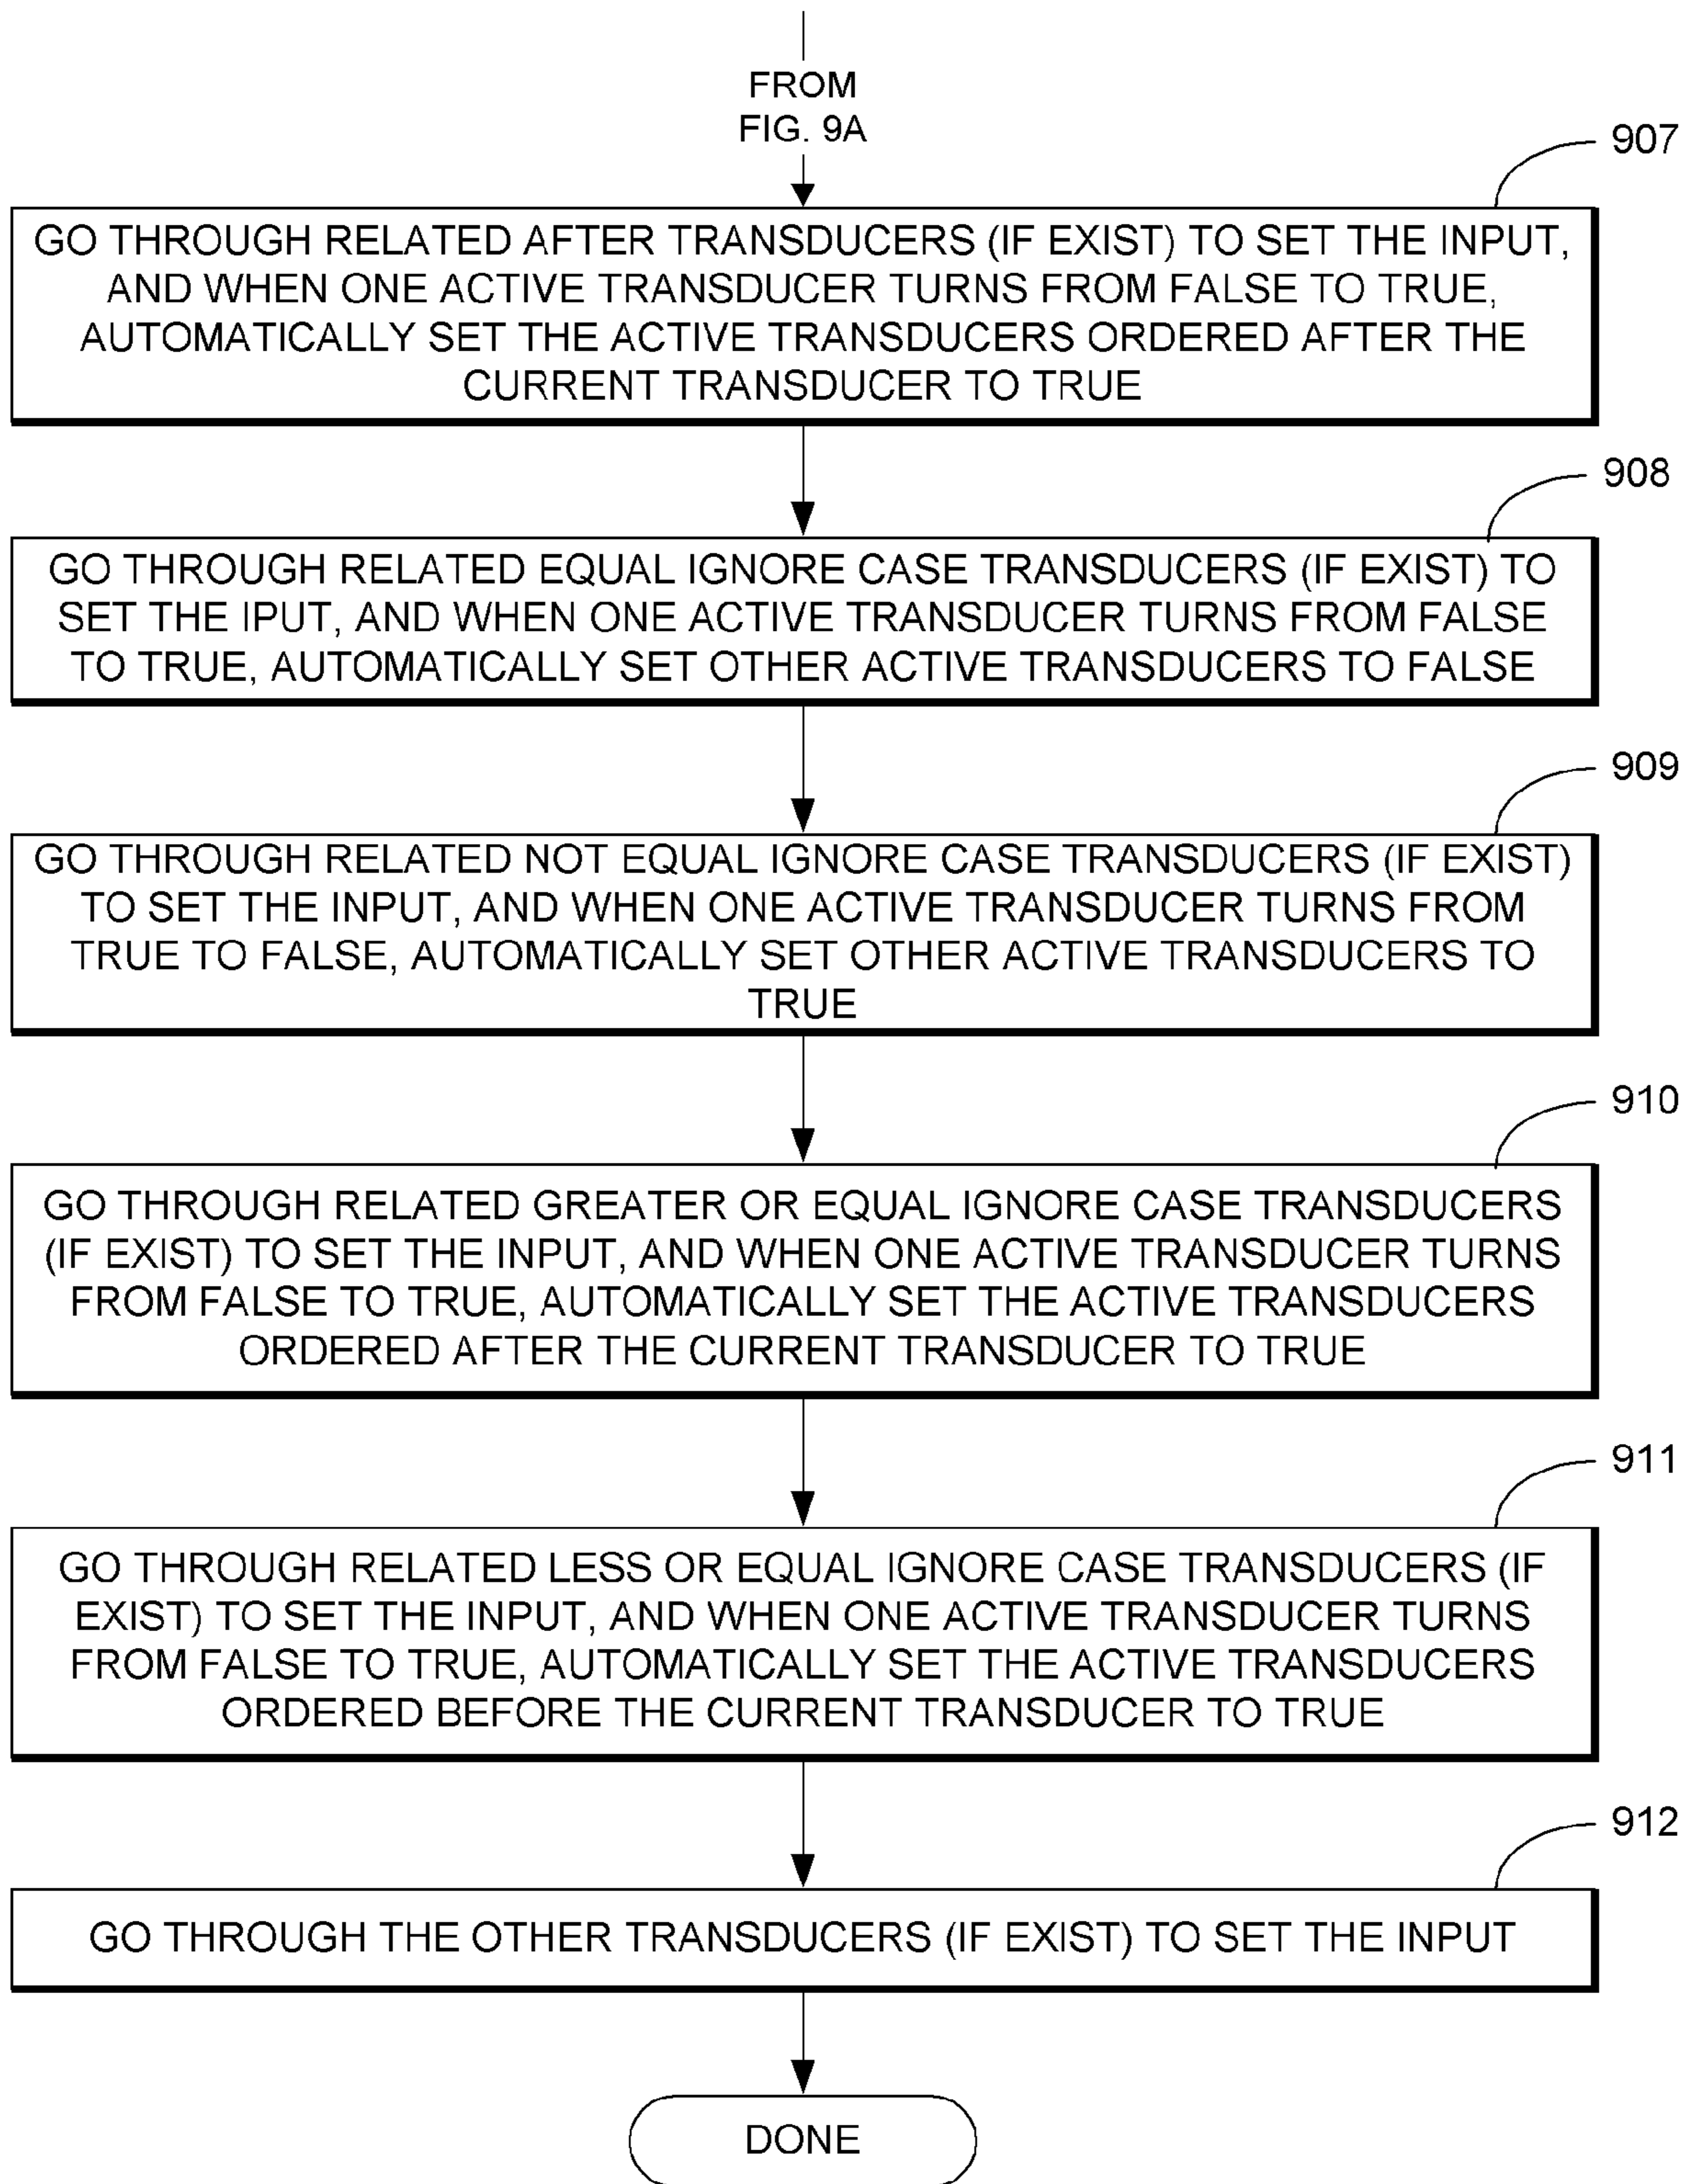 FROM
FIG. 9A
907
GO THROUGH RELATED AFTER TRANSDUCERS (IF EXIST) TO SET THE INPUT,
AND WHEN ONE ACTIVE TRANSDUCER TURNS FROM FALSE TO TRUE,
AUTOMATICALLY SET THE ACTIVE TRANSDUCERS ORDERED AFTER THE
CURRENT TRANSDUCER TO TRUE
908
GO THROUGH RELATED EQUAL IGNORE CASE TRANSDUCERS (IF EXIST) TO
SET THE IPUT, AND WHEN ONE ACTIVE TRANSDUCER TURNS FROM FALSE
TO TRUE, AUTOMATICALLY SET OTHER ACTIVE TRANSDUCERS TO FALSE
909
GO THROUGH RELATED NOT EQUAL IGNORE CASE TRANSDUCERS (IF EXIST)
TO SET THE INPUT, AND WHEN ONE ACTIVE TRANSDUCER TURNS FROM
TRUE TO FALSE, AUTOMATICALLY SET OTHER ACTIVE TRANSDUCERS TO
TRUE
910
GO THROUGH RELATED GREATER OR EQUAL IGNORE CASE TRANSDUCERS
(IF EXIST) TO SET THE INPUT, AND WHEN ONE ACTIVE TRANSDUCER TURNS
FROM FALSE TO TRUE, AUTOMATICALLY SET THE ACTIVE TRANSDUCERS
ORDERED AFTER THE CURRENT TRANSDUCER TO TRUE
911
GO THROUGH RELATED LESS OR EQUAL IGNORE CASE TRANSDUCERS (IF
EXIST) TO SET THE INPUT, AND WHEN ONE ACTIVE TRANSDUCER TURNS
FROM FALSE TO TRUE, AUTOMATICALLY SET THE ACTIVE TRANSDUCERS
ORDERED BEFORE THE CURRENT TRANSDUCER TO TRUE
912
GO THROUGH THE OTHER TRANSDUCERS (IF EXIST) TO SET THE INPUT
DONE